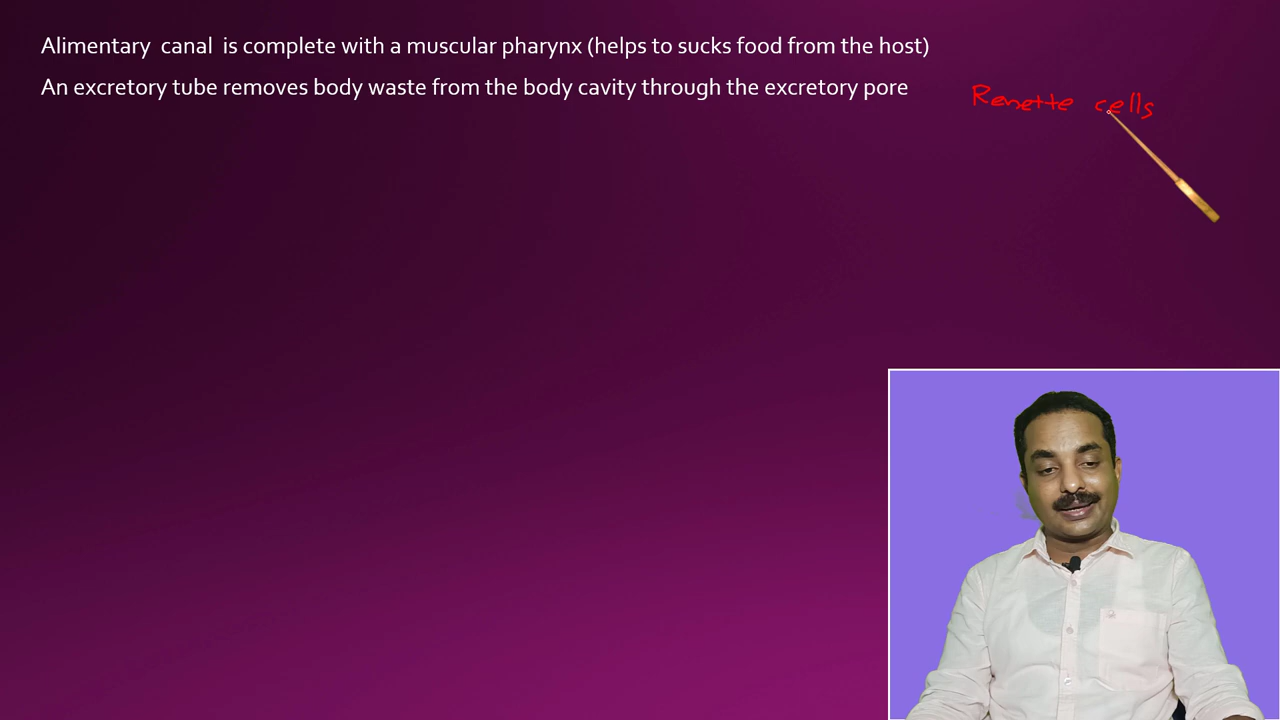 Alimentary canal is complete with a muscular pharynx (helps to sucks food from the host)
An excretory tube removes body waste from the body cavity through the excretory pore
Renette cells